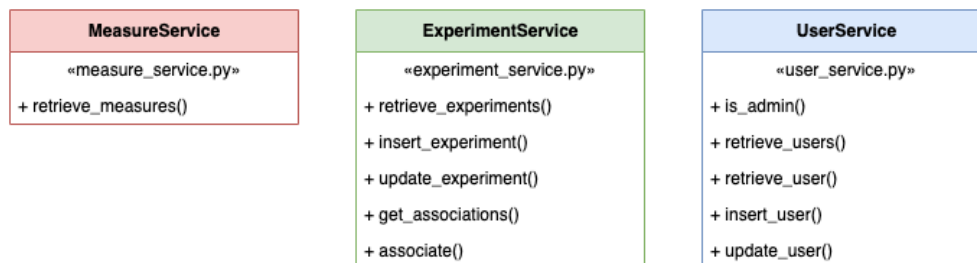 MeasureService
«measure_service.py»
+ retrieve_measures()
ExperimentService
«experiment_service.py»
+ retrieve_experiments()
+ insert_experiment()
+ update_experiment()
+ get_associations()
+ associate()
UserService
«user_service.py»
+ is_admin()
+ retrieve_users()
+ retrieve_user()
+ insert_user()
+ update_user()